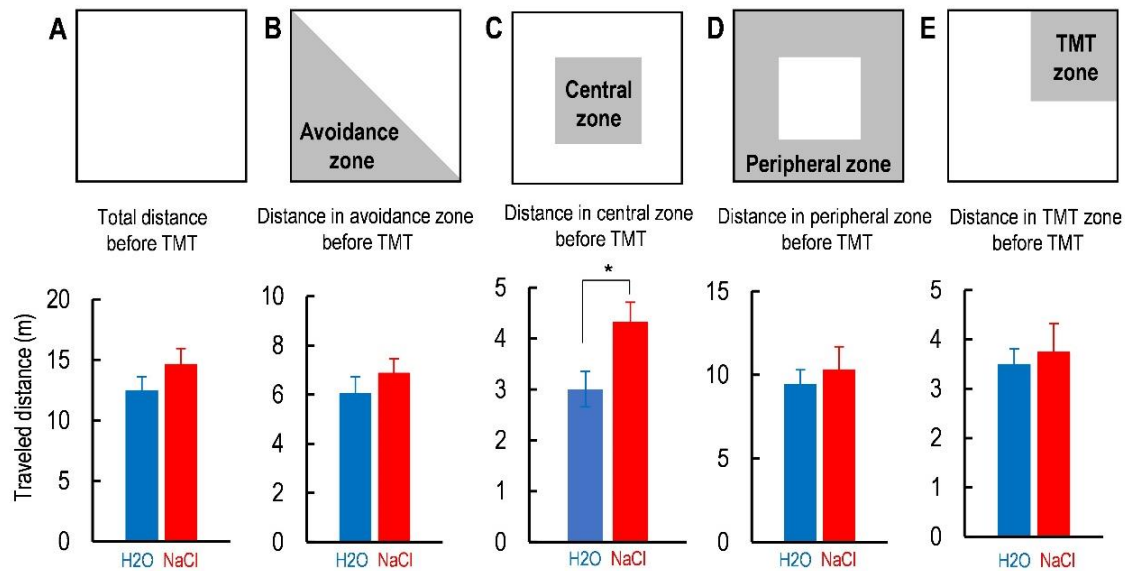 A
B
Avoidance
zone
C
Central
zone
D
Peripheral zone
E
TMT
zone
Total distance
before TMT
Distance in avoidance zone
before TMT
Distance in central zone
before TMT
Distance in peripheral zone
before TMT
Distance in TMT zone
before TMT
Traveled distance (m)
20
15
10
5
0
H2O NaCl
10
8
6
4
2
0
H2O NaCl
*
5
4
3
2
1
0
H2O NaCl
15
10
5
0
H2O NaCl
5
4
3
2
1
0
H2O NaCl